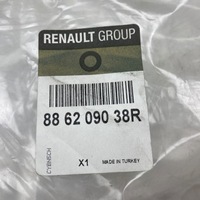 RENAULT GROUP
88 62 090 38R
X1
MADE IN TURKEY